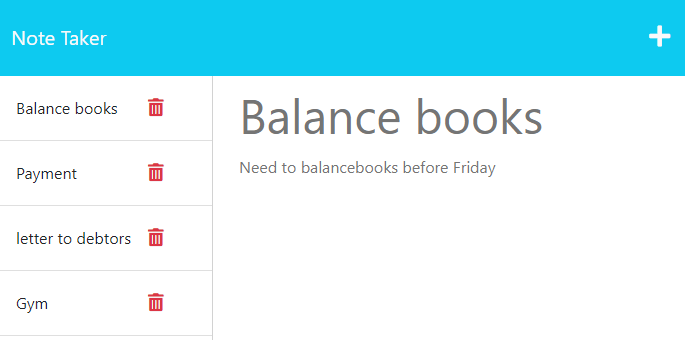 Note Taker
Balance books
Payment
letter to debtors
Gym
Balance books
Need to balancebooks before Friday